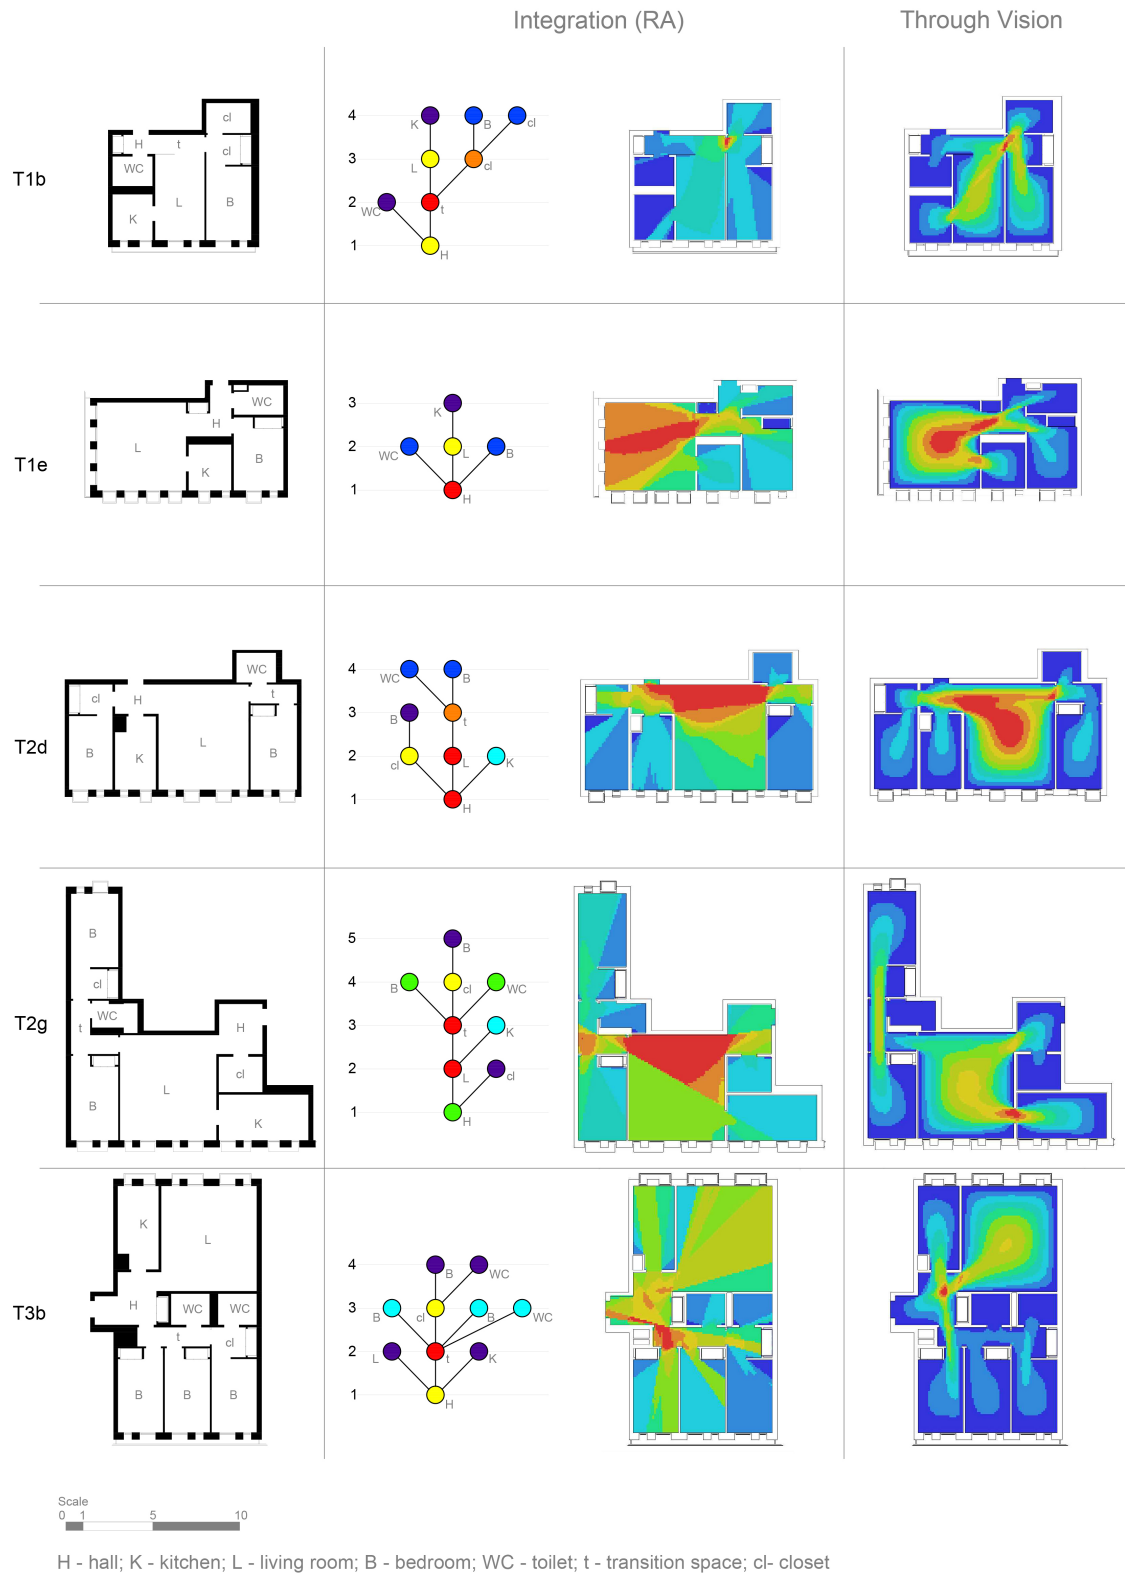 Integration (RA)
Through Vision
T1b
cl
H
t
cl
WC
L
B
K
4
K
B
cl
3
L
cl
2
WC
t
1
H
T1e
WC
H
L
B
K
3
K
2
WC
L
B
1
H
T2d
WC
cl
H
t
L
B
K
B
4
WC
B
3
B
t
2
cl
L
K
1
H
T2g
B
cl
WC
t
H
cl
L
B
K
5
B
4
B
cl
WC
3
t
K
2
L
cl
1
H
T3b
K
L
H
WC
WC
t
cl
B
B
B
4
B
WC
3
B
cl
B
WC
2
L
t
K
1
H
Scale
0 1 5 10
H - hall; K - kitchen; L - living room; B - bedroom; WC - toilet; t - transition space; cl- closet